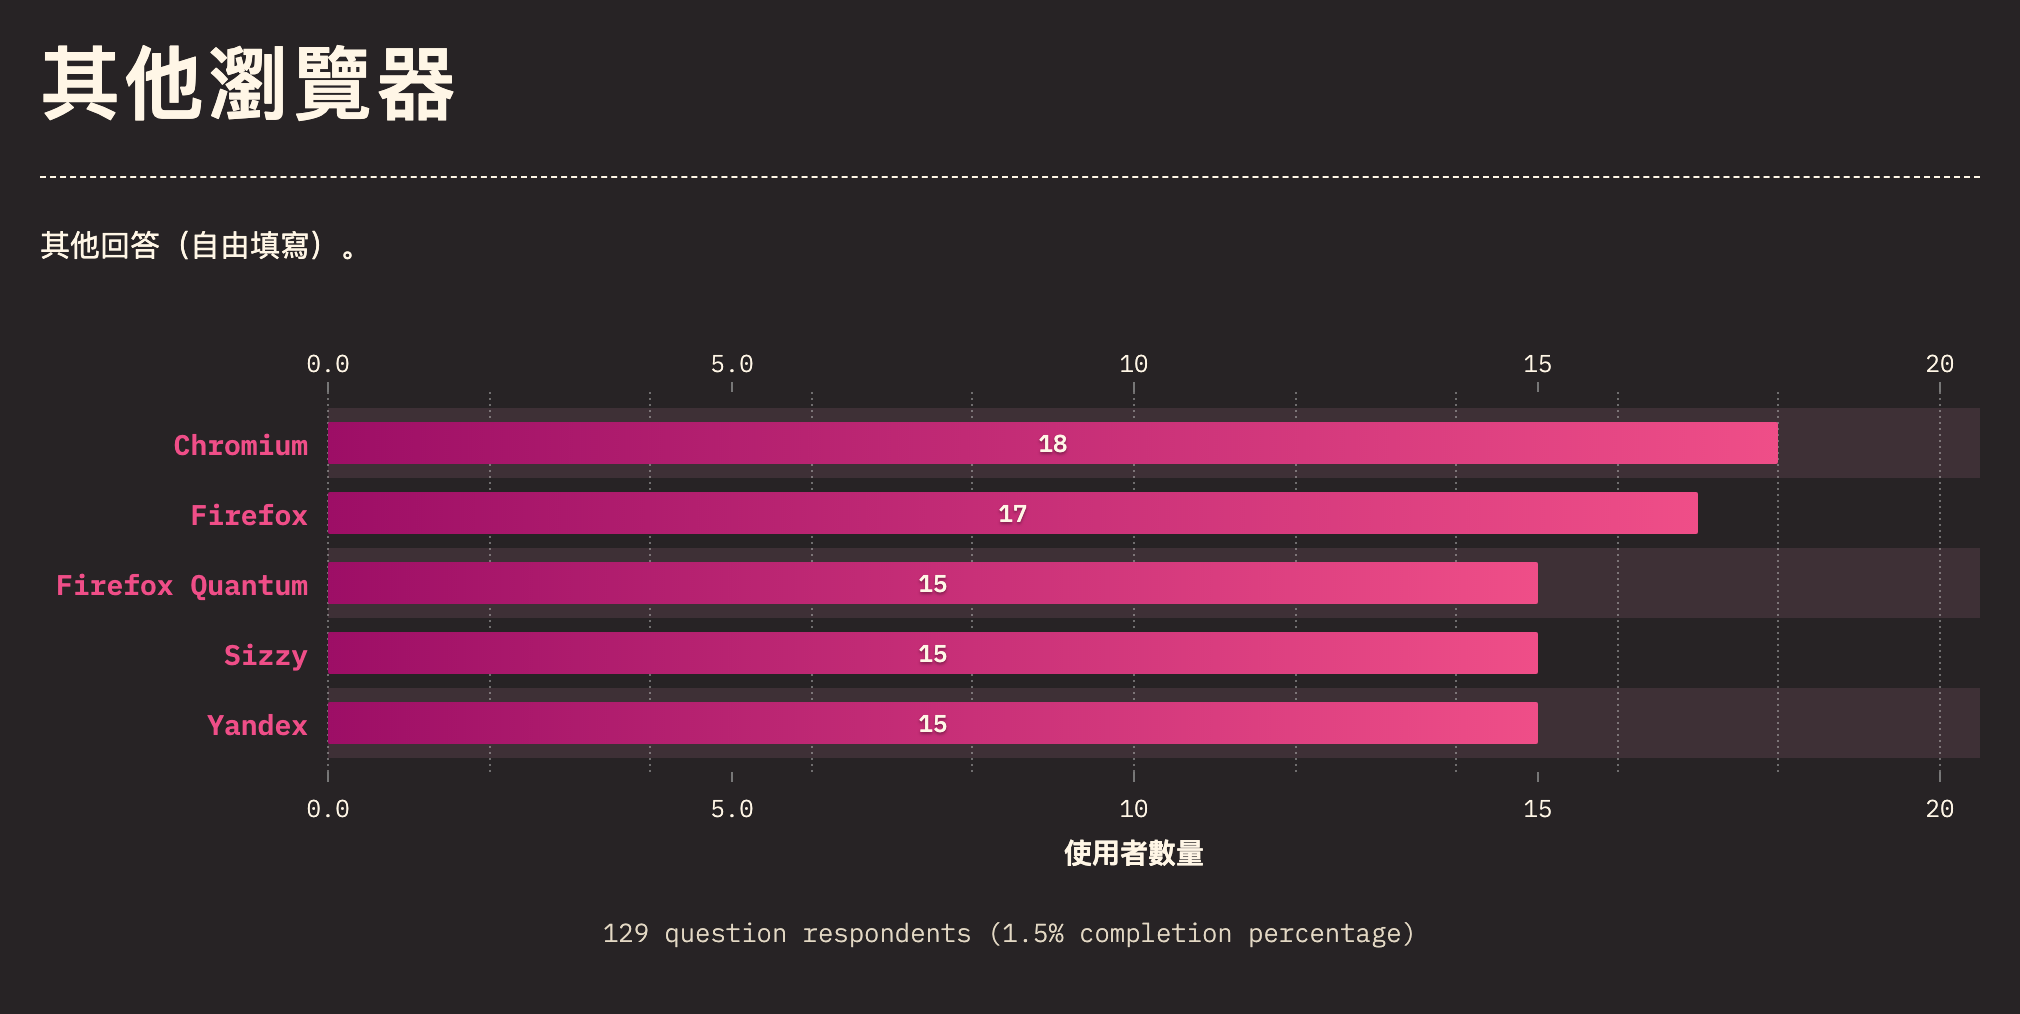 其他瀏覽器
其他回答（自由填寫）。
0.0 5.0 10 15 20
Chromium 18
Firefox 17
Firefox Quantum 15
Sizzy 15
Yandex 15
0.0 5.0 10 15 20
使用者數量
129 question respondents (1.5% completion percentage)